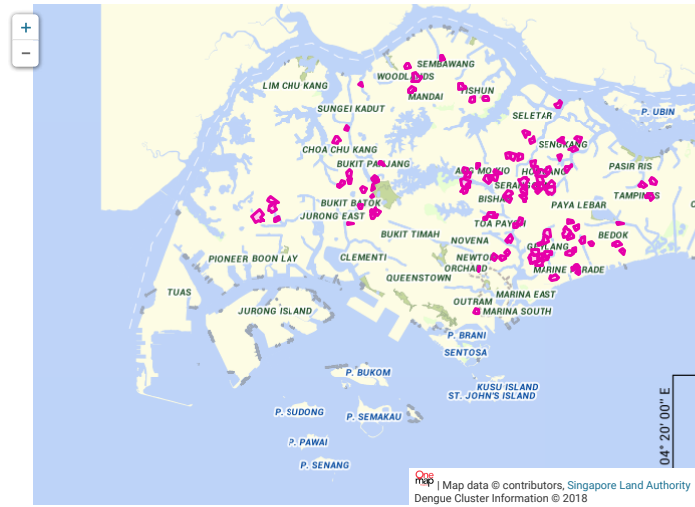 +
−
SEMBAWANG
WOODLANDS
LIM CHU KANG
YISHUN
MANDAI
SUNGEI KADUT
SELETAR
P. UBIN
SENGKANG
CHOA CHU KANG
BUKIT PANJANG
PASIR RIS
ANG MO KIO
HOUGANG
SERANGOON
TAMPINES
BISHAN
BUKIT BATOK
PAYA LEBAR
JURONG EAST
TOA PAYOH
BUKIT TIMAH
NOVENA
BEDOK
GEYLANG
PIONEER
BOON LAY
CLEMENTI
NEWTON
ORCHARD
MARINE PARADE
QUEENSTOWN
TUAS
MARINA EAST
OUTRAM
JURONG ISLAND
MARINA SOUTH
P. BRANI
SENTOSA
P. BUKOM
KUSU ISLAND
ST. JOHN'S ISLAND
P. SUDONG
P. SEMAKAU
P. PAWAI
P. SENANG
04° 20' 00" E
One
map | Map data © contributors, Singapore Land Authority
Dengue Cluster Information © 2018